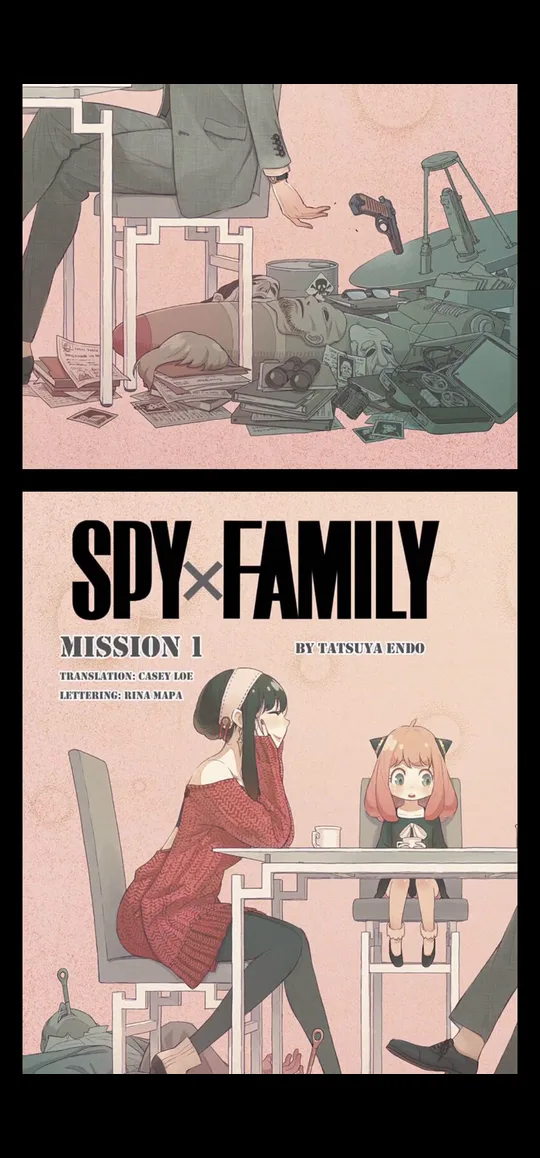 SPY×FAMILY
MISSION 1
BY TATSUYA ENDO
TRANSLATION: CASEY LOE
LETTERING: RINA MAPA